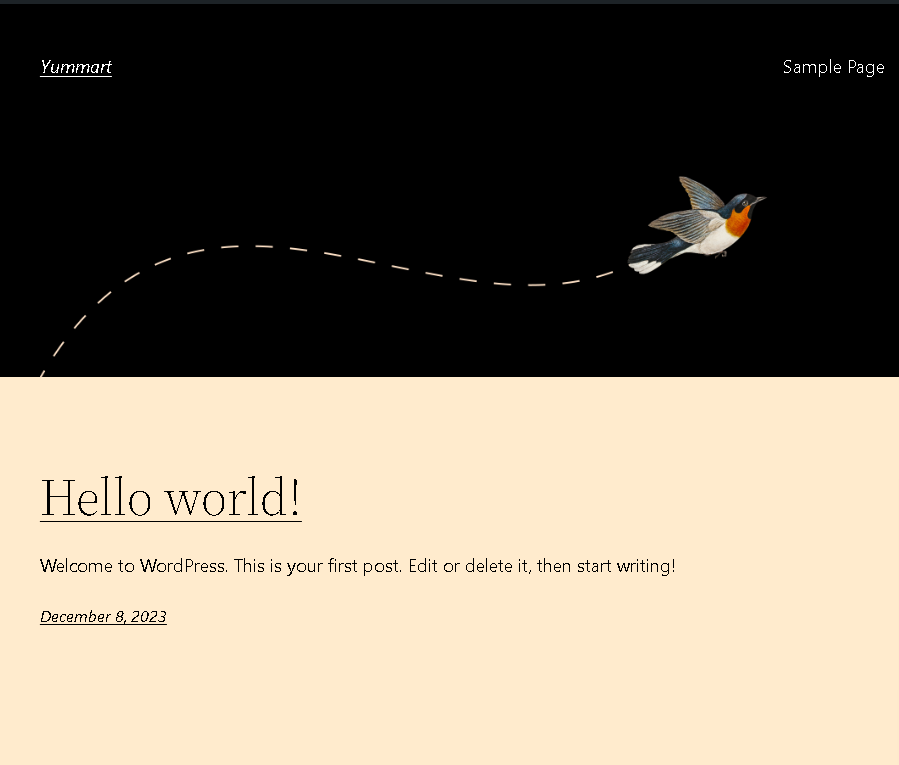 Yummart
Sample Page
Hello world!
Welcome to WordPress. This is your first post. Edit or delete it, then start writing!
December 8, 2023